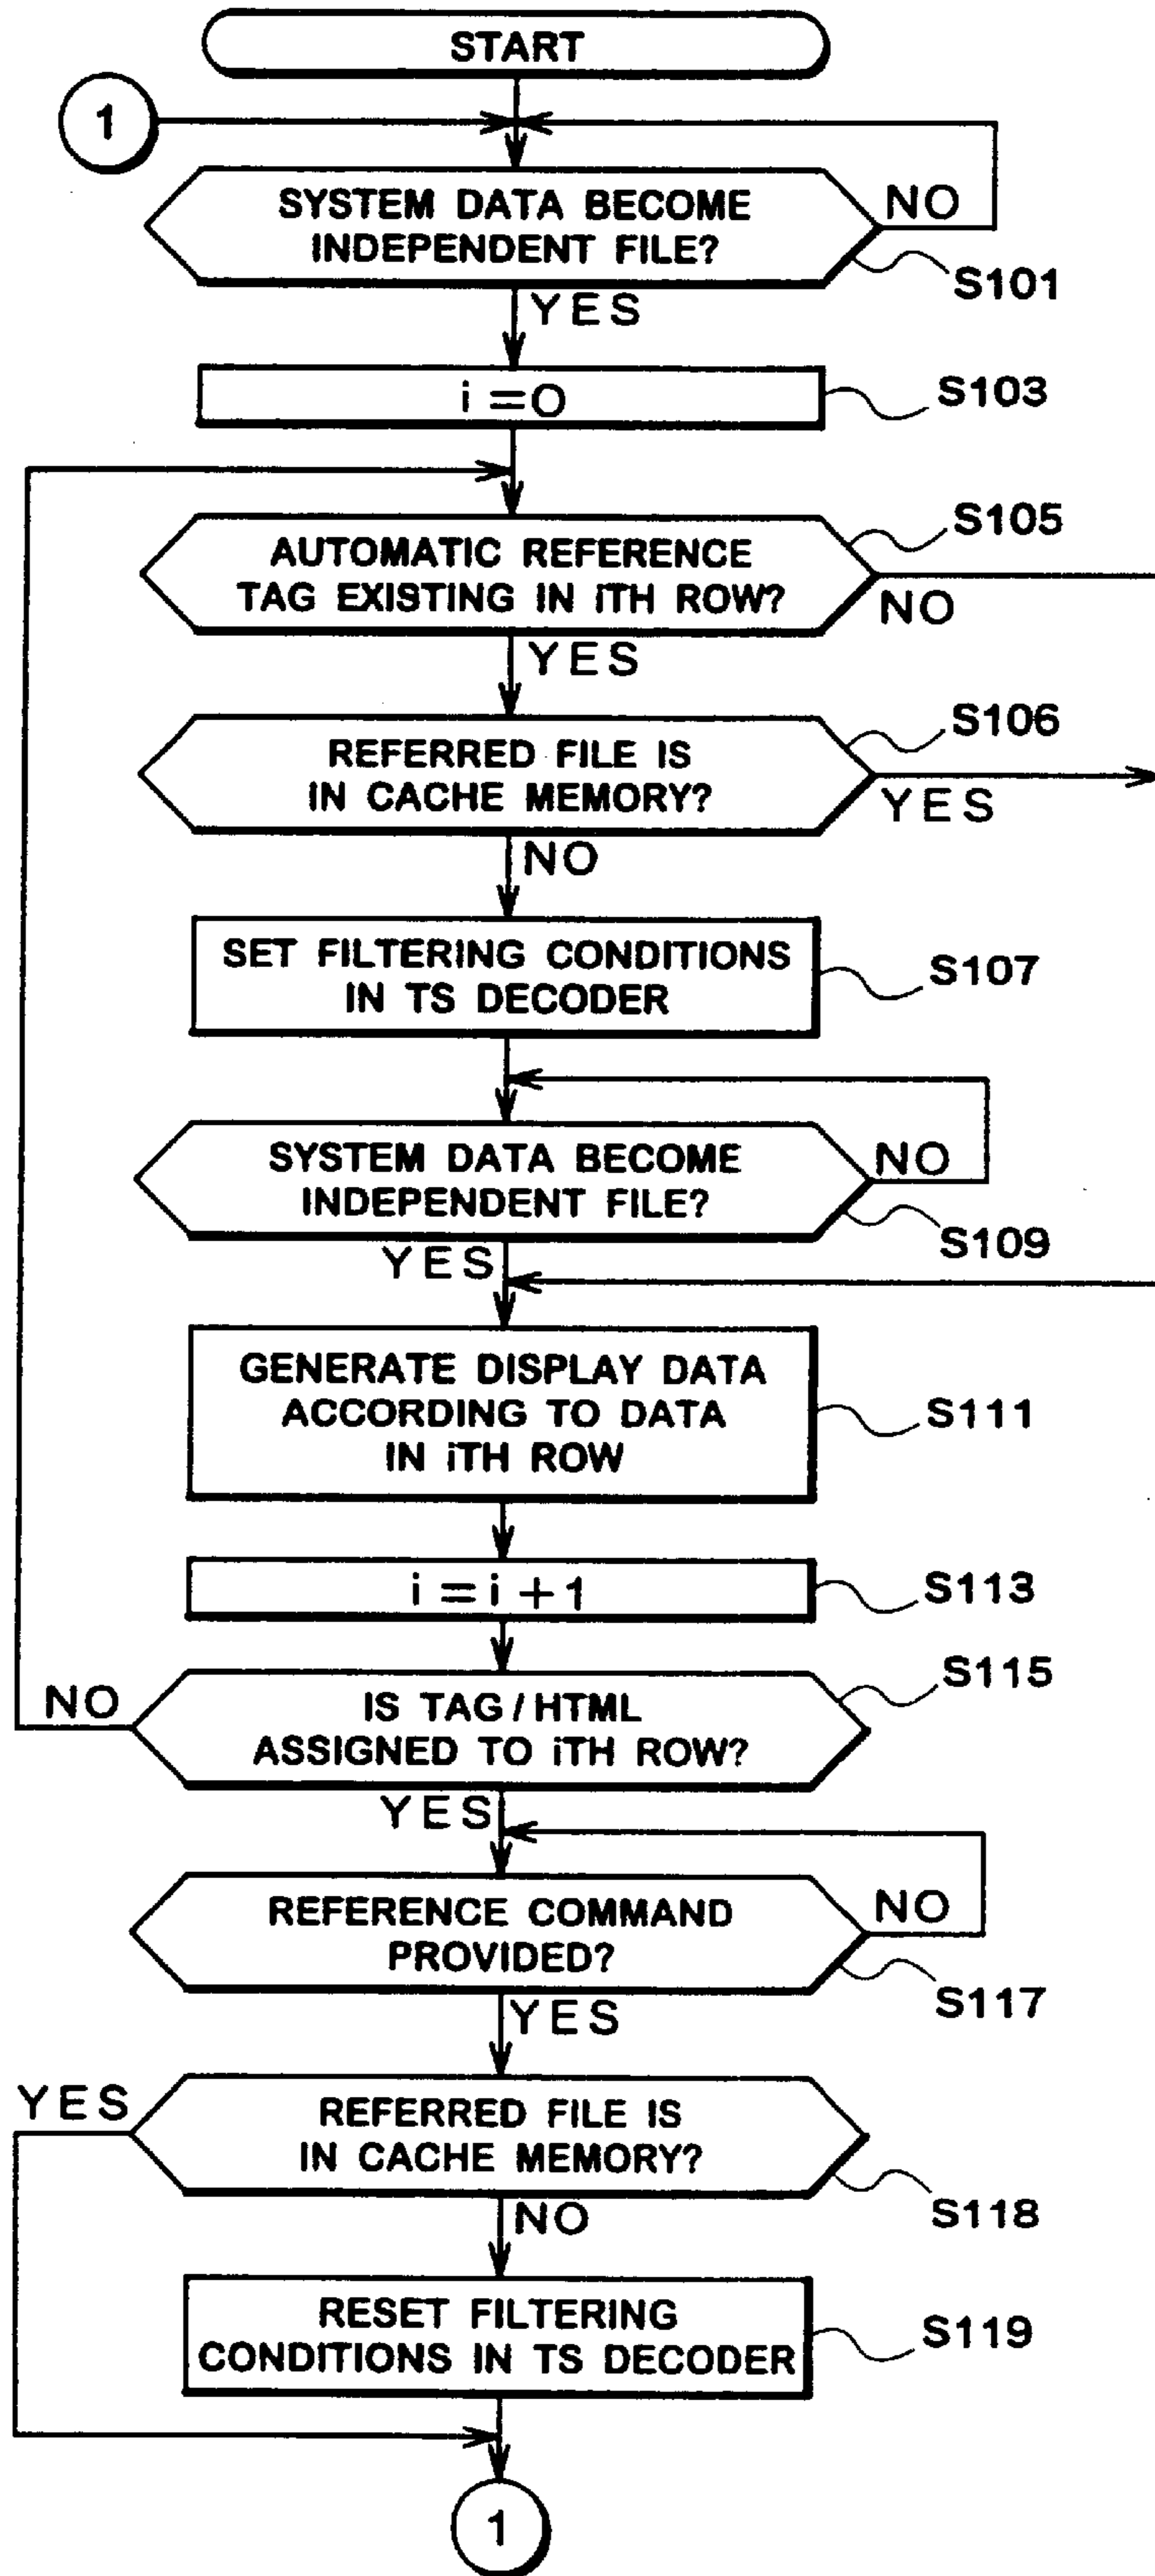 START
1
SYSTEM DATA BECOME
INDEPENDENT FILE?
NO
S101
YES
i=0
S103
AUTOMATIC REFERENCE
TAG EXISTING IN iTH ROW?
S105
NO
YES
REFERRED FILE IS
IN CACHE MEMORY?
S106
YES
NO
SET FILTERING CONDITIONS
IN TS DECODER
S107
SYSTEM DATA BECOME
INDEPENDENT FILE?
NO
S109
YES
GENERATE DISPLAY DATA
ACCORDING TO DATA
IN iTH ROW
S111
i=i+1
S113
NO
IS TAG/HTML
ASSIGNED TO iTH ROW?
S115
YES
REFERENCE COMMAND
PROVIDED?
NO
S117
YES
YES
REFERRED FILE IS
IN CACHE MEMORY?
S118
NO
RESET FILTERING
CONDITIONS IN TS DECODER
S119
1